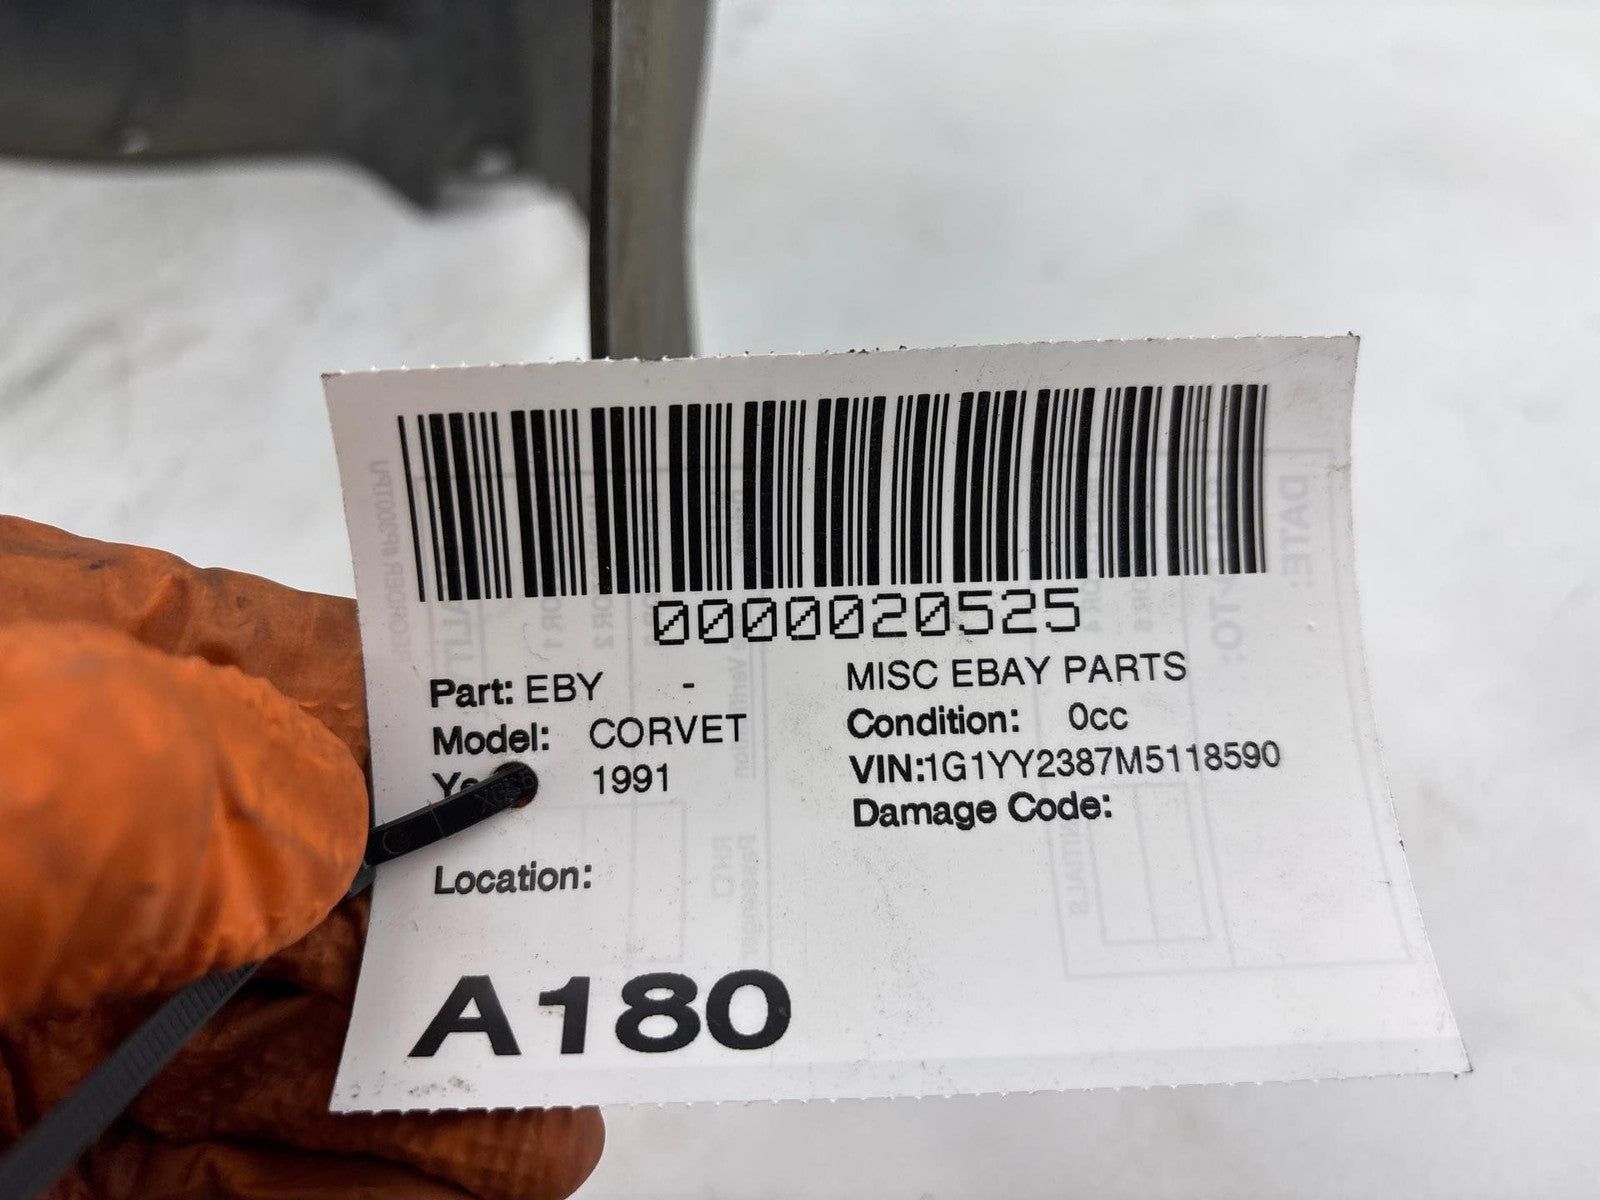 0000020525
Part: EBY - MISC EBAY PARTS
Model: CORVET Condition: 0cc
1991 VIN:1G1YY2387M5118590
Damage Code:
Location:
A180